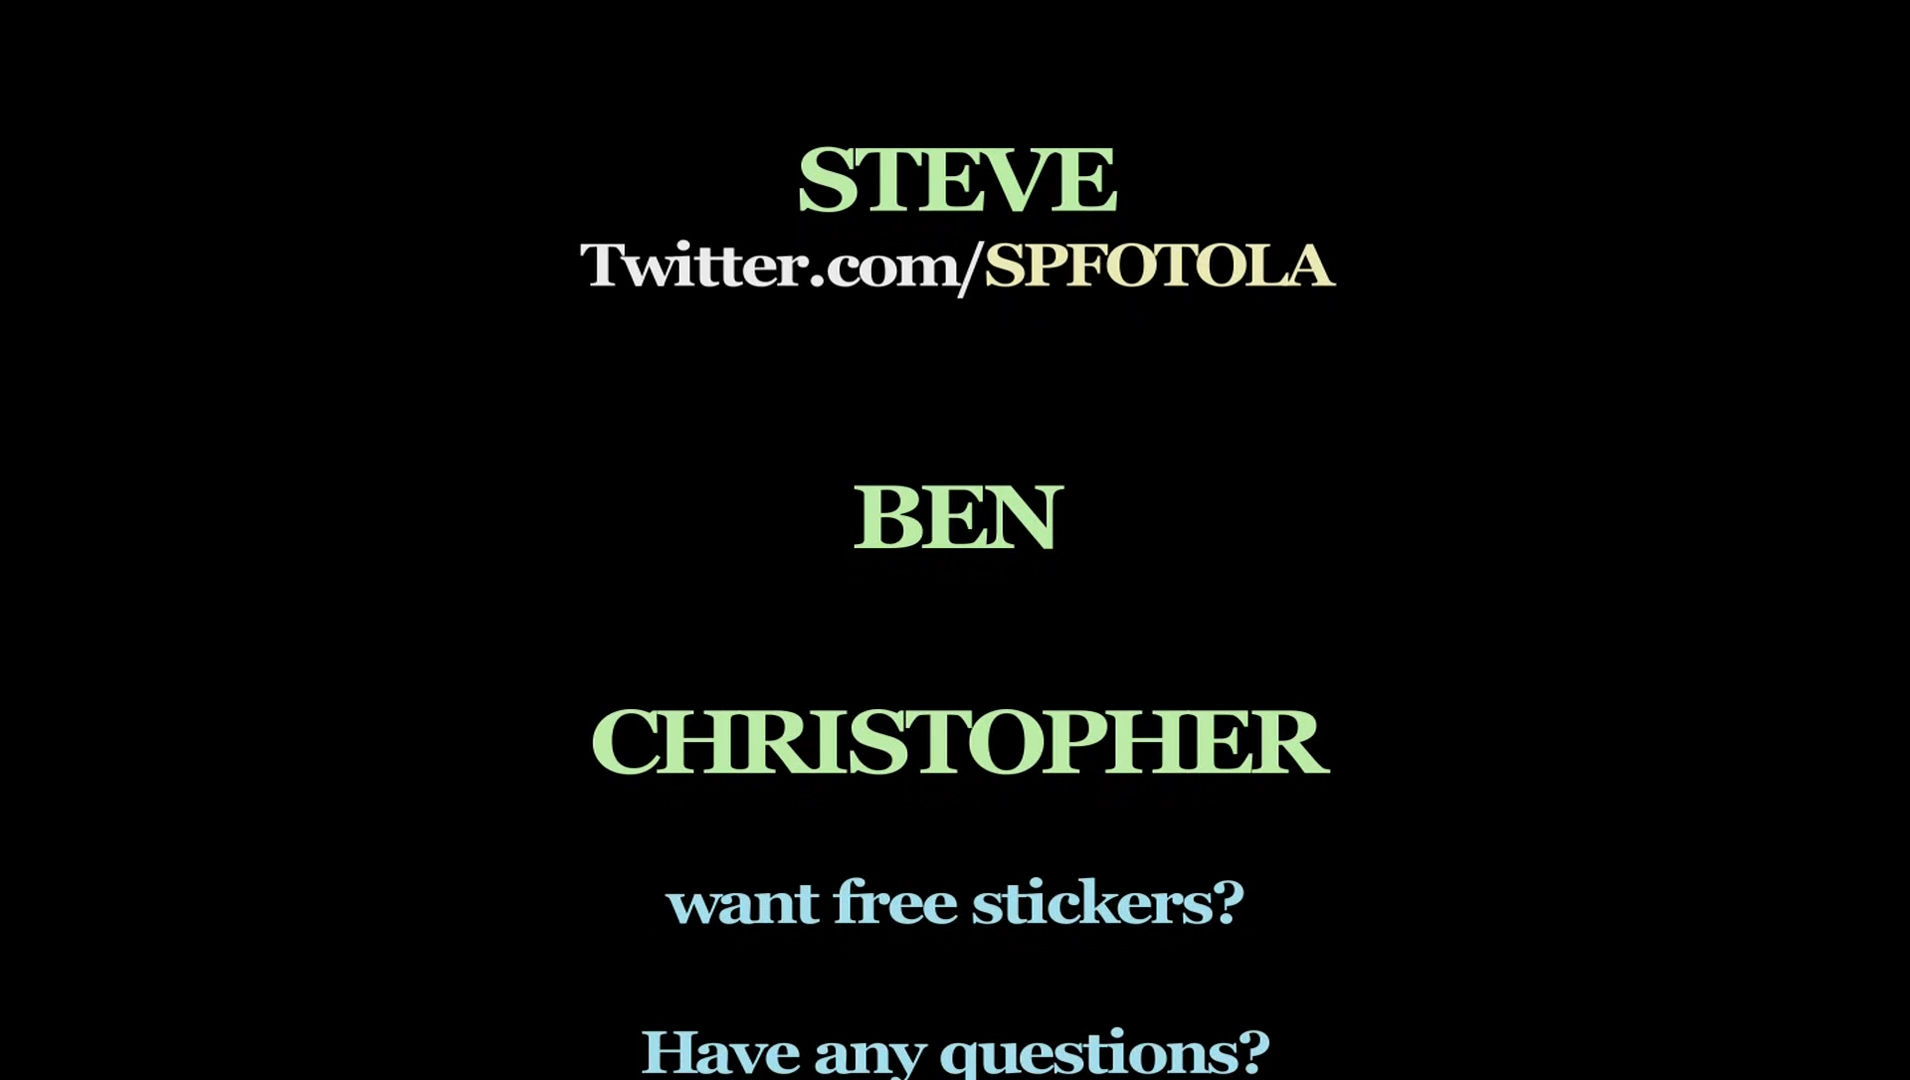 STEVE
Twitter.com/SPFOTOLA
BEN
CHRISTOPHER
want free stickers?
Have any questions?